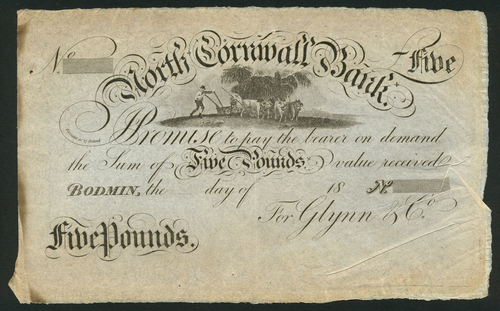 No
North Cornwall Bank.
Five
I Promise to pay the bearer on demand
the Sum of Five Pounds value received
BODMIN, the day of 18 No
For Glynn & Co
Five Pounds.